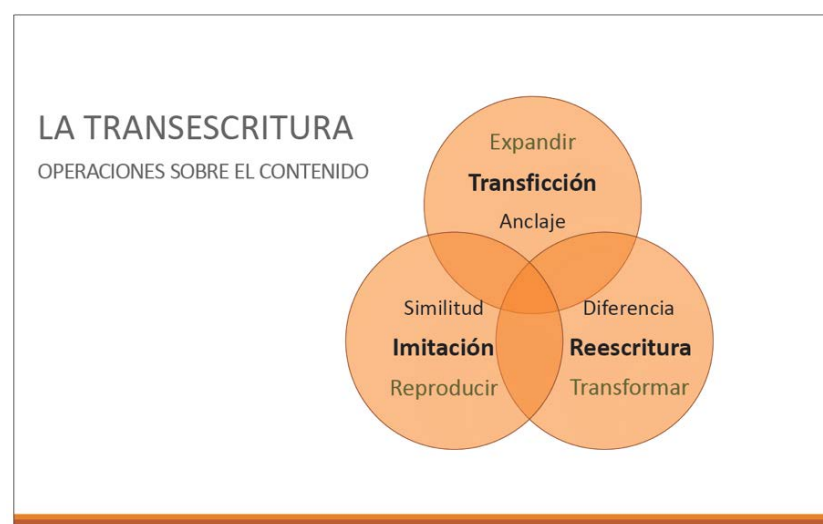 LA TRANSESCRITURA
OPERACIONES SOBRE EL CONTENIDO
Expandir
Transficción
Anclaje
Similitud
Imitación
Reproducir
Diferencia
Reescritura
Transformar